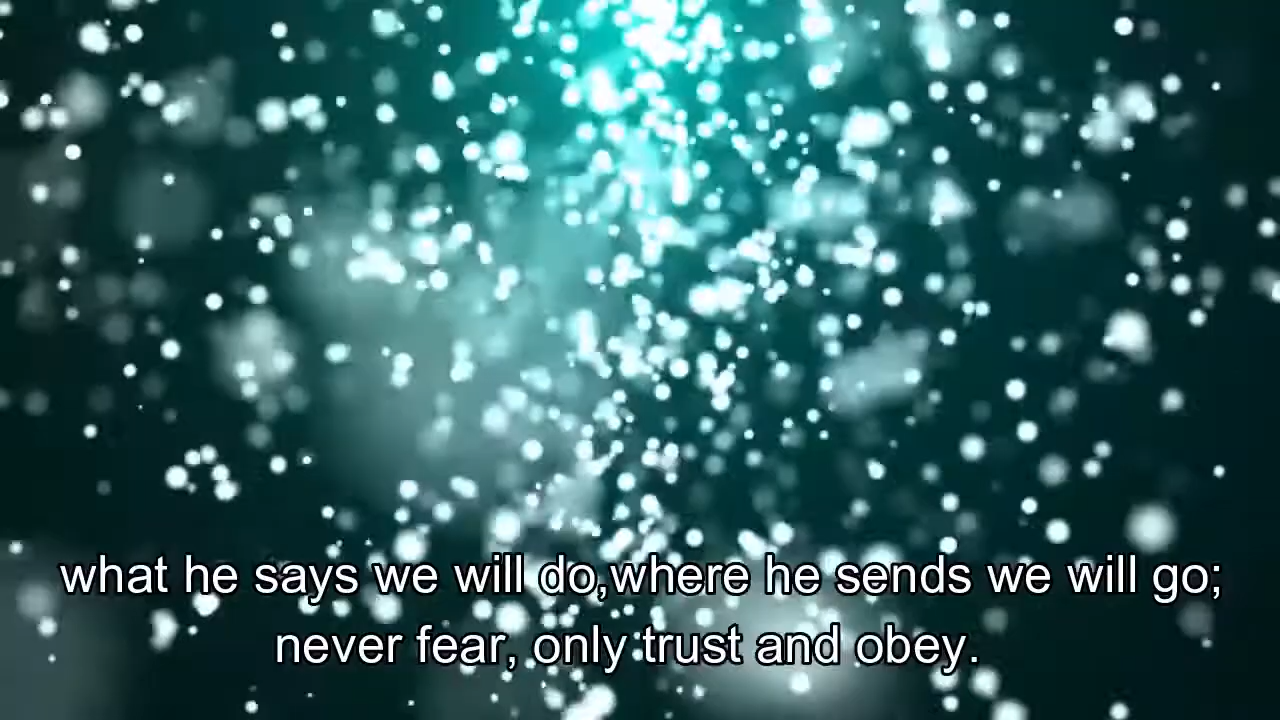 what he says we will do,where he sends we will go;
never fear, only trust and obey.